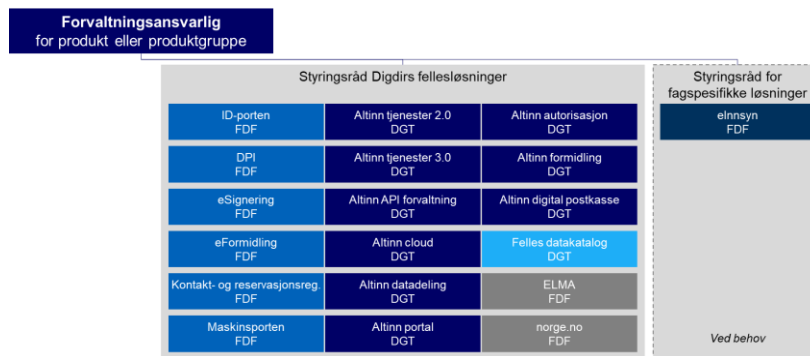 Forvaltningsansvarlig
for produkt eller produktgruppe
Styringsråd Digdirs fellesløsninger
ID-porten
FDF
Altinn tjenester 2.0
DGT
Altinn autorisasjon
DGT
DPI
FDF
Altinn tjenester 3.0
DGT
Altinn formidling
DGT
eSignering
FDF
Altinn API forvaltning
DGT
Altinn digital postkasse
DGT
eFormidling
FDF
Altinn cloud
DGT
Felles datakatalog
DGT
Kontakt- og reservasjonsreg.
FDF
Altinn datadeling
DGT
ELMA
FDF
Maskinsporten
FDF
Altinn portal
DGT
norge.no
FDF
Styringsråd for
fagspesifikke løsninger
eInnsyn
FDF
Ved behov